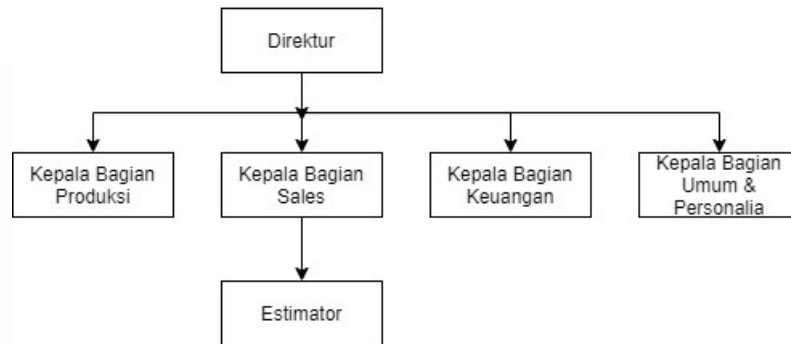 Direktur
Kepala Bagian
Produksi
Kepala Bagian
Sales
Kepala Bagian
Keuangan
Kepala Bagian
Umum &
Personalia
Estimator